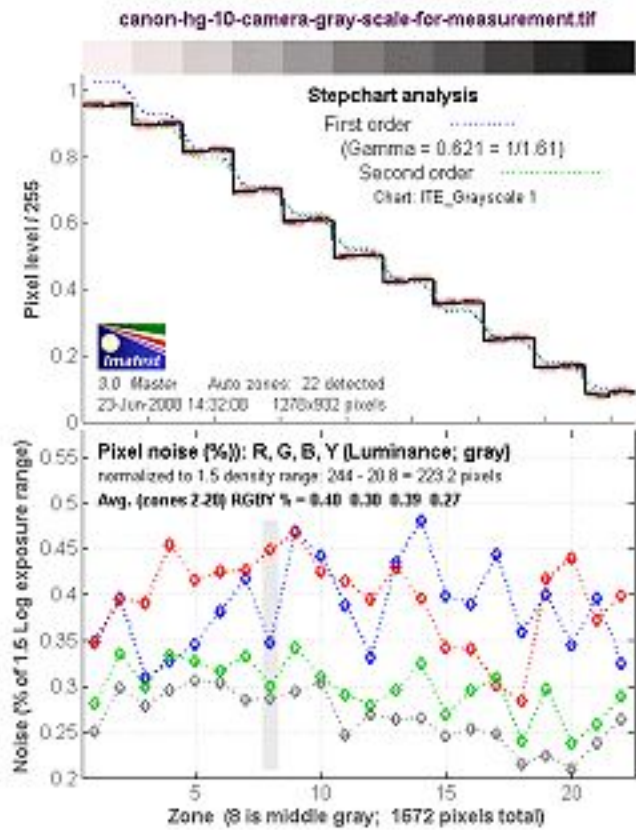 canon-hg-10-camera-gray-scale-for-measurement.tif
Stepchart analysis
First order
(Gamma = 0.621 = 1/1.61)
Second order
Chart: ITE_Grayscale 1
Pixel level / 255
1
0.8
0.6
0.4
0.2
0
Imatest
3.0 Master Auto zones: 22 detected
23-Jun-2008 14:32:08 1278x932 pixels
Pixel noise (%)): R, G, B, Y (Luminance; gray)
normalized to 1.5 density range: 244 - 20.8 = 223.2 pixels
Avg. (zones 2-20) RGBY % = 0.40 0.30 0.39 0.27
Noise (% of 1.5 Log exposure range)
0.55
0.5
0.45
0.4
0.35
0.3
0.25
0.2
5 10 15 20
Zone (8 is middle gray; 1672 pixels total)